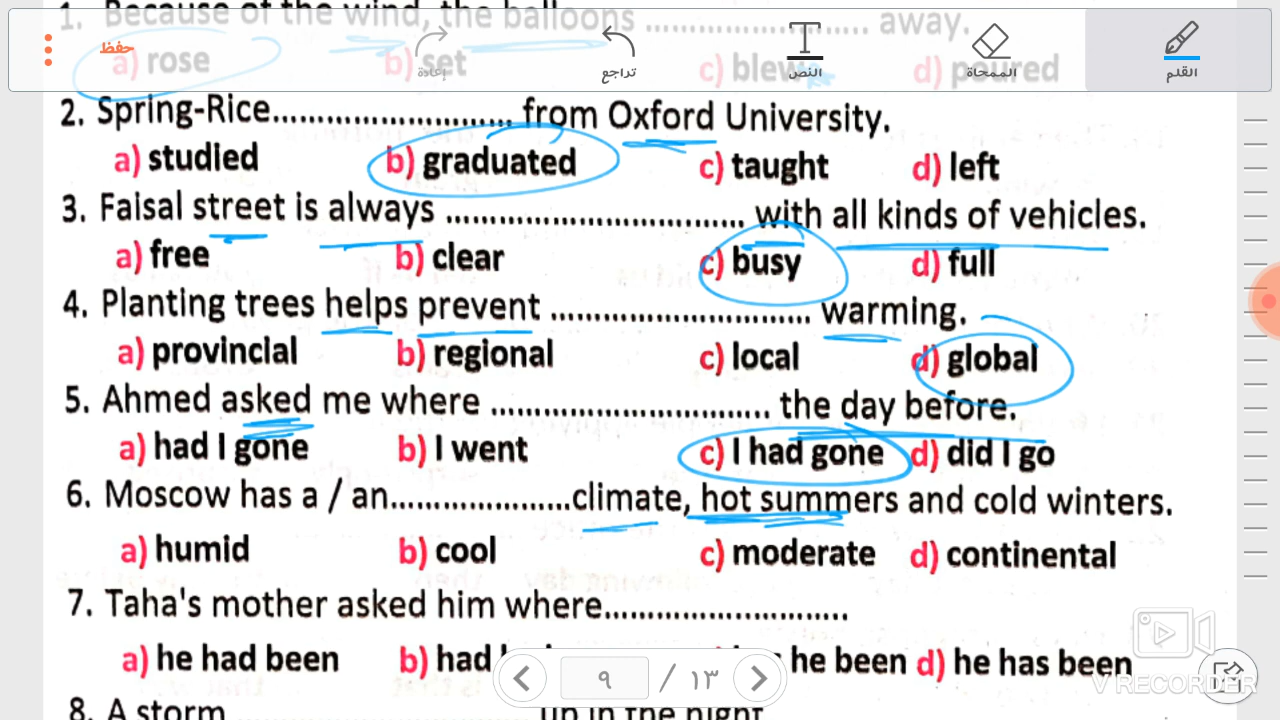 1. Because of the wind, the balloons ........................ away.
a) rose b) set c) blew d) poured
حفظ
إعادة
تراجع
النص
الممحاة
القلم
2. Spring-Rice........................... from Oxford University.
a) studied b) graduated c) taught d) left
3. Faisal street is always ................................. with all kinds of vehicles.
a) free b) clear c) busy d) full
4. Planting trees helps prevent ............................. warming.
a) provincial b) regional c) local d) global
5. Ahmed asked me where ............................... the day before.
a) had I gone b) I went c) I had gone d) did I go
6. Moscow has a / an....................climate, hot summers and cold winters.
a) humid b) cool c) moderate d) continental
7. Taha's mother asked him where...........................
a) he had been b) had he been d) he has been
٩ / ١٣
V RECORDER
8. A storm ................................ up in the night.